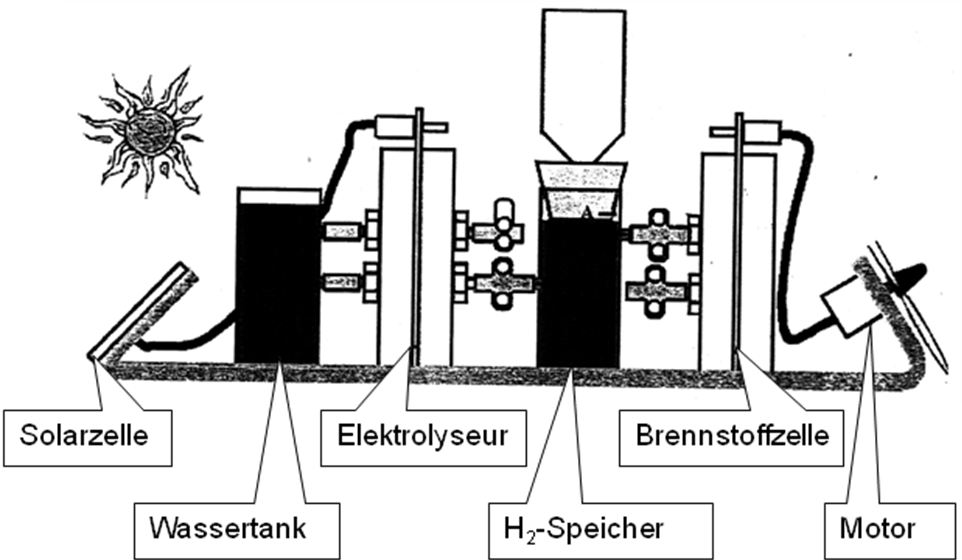 A
Solarzelle
Elektrolyseur
Brennstoffzelle
Wassertank
H₂-Speicher
Motor